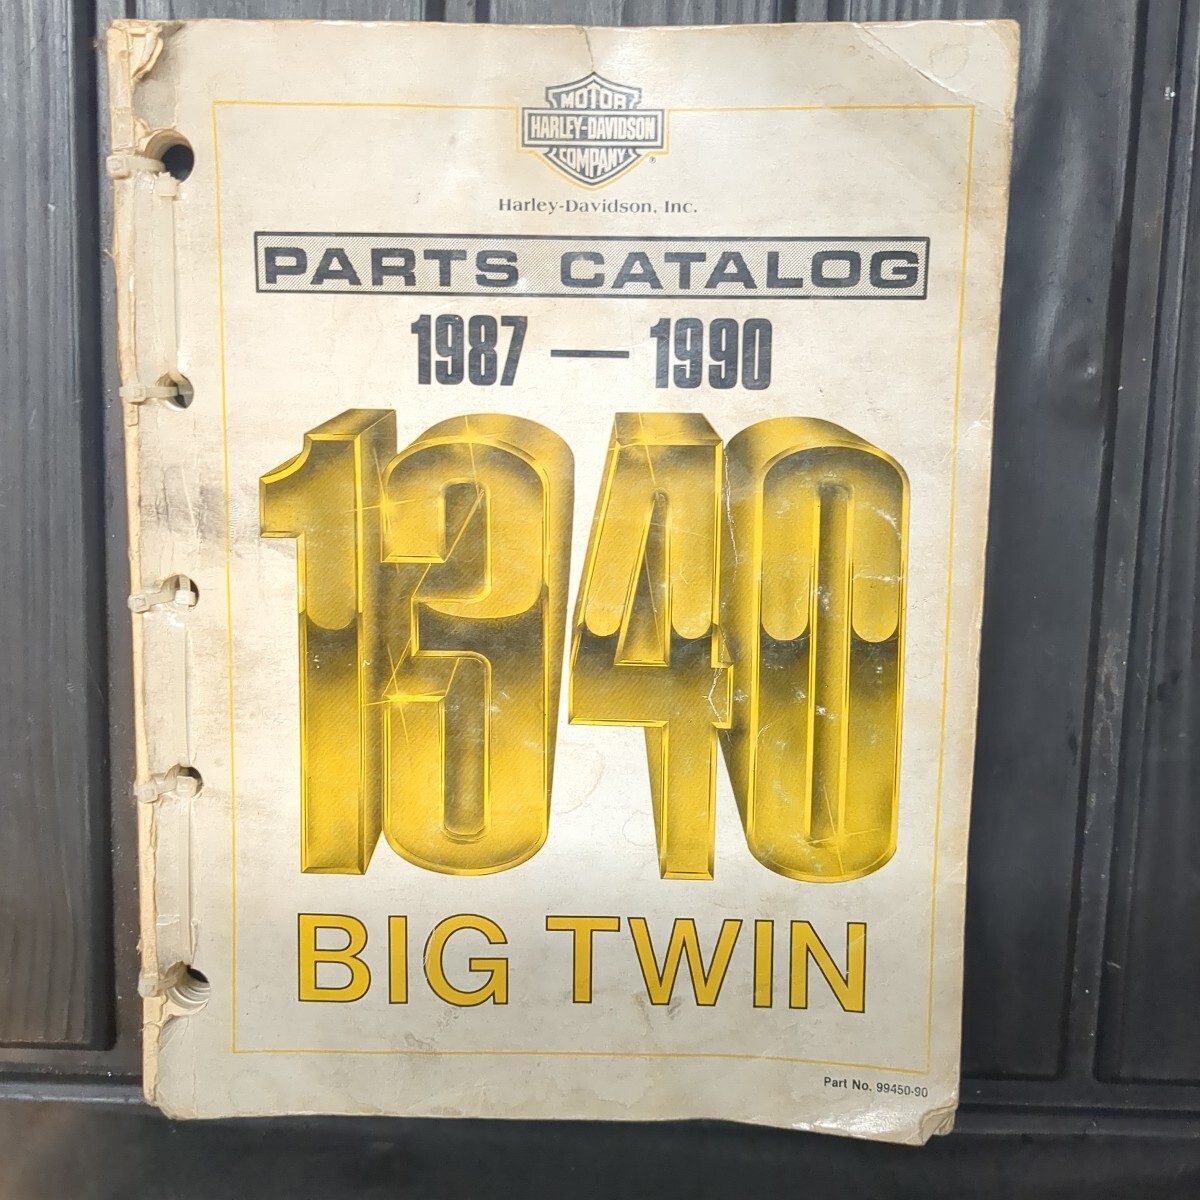 MOTOR
HARLEY-DAVIDSON
COMPANY
®
Harley-Davidson, Inc.
PARTS CATALOG
1987 — 1990
1340
BIG TWIN
Part No. 99450-90